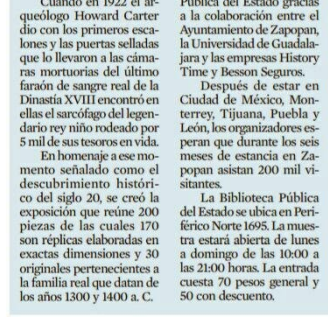 Cuando en 1922 el ar-
queólogo Howard Carter
dio con los primeros esca-
lones y las puertas selladas
que lo llevaron a las cáma-
ras mortuorias del último
faraón de sangre real de la
Dinastía XVIII encontró en
ellas el sarcófago del legen-
dario rey niño rodeado por
5 mil de sus tesoros en vida.
En homenaje a ese mo-
mento señalado como el
descubrimiento históri-
co del siglo 20, se creó la
exposición que reúne 200
piezas de las cuales 170
son réplicas elaboradas en
exactas dimensiones y 30
originales pertenecientes a
la familia real que datan de
los años 1300 y 1400 a. C.
Pública del Estado gracias
a la colaboración entre el
Ayuntamiento de Zapopan,
la Universidad de Guadala-
jara y las empresas History
Time y Besson Seguros.
Después de estar en
Ciudad de México, Mon-
terrey, Tijuana, Puebla y
León, los organizadores es-
peran que durante los seis
meses de estancia en Za-
popan asistan 200 mil vi-
sitantes.
La Biblioteca Pública
del Estado se ubica en Peri-
férico Norte 1695. La mues-
tra estará abierta de lunes
a domingo de las 10:00 a
las 21:00 horas. La entrada
cuesta 70 pesos general y
50 con descuento.